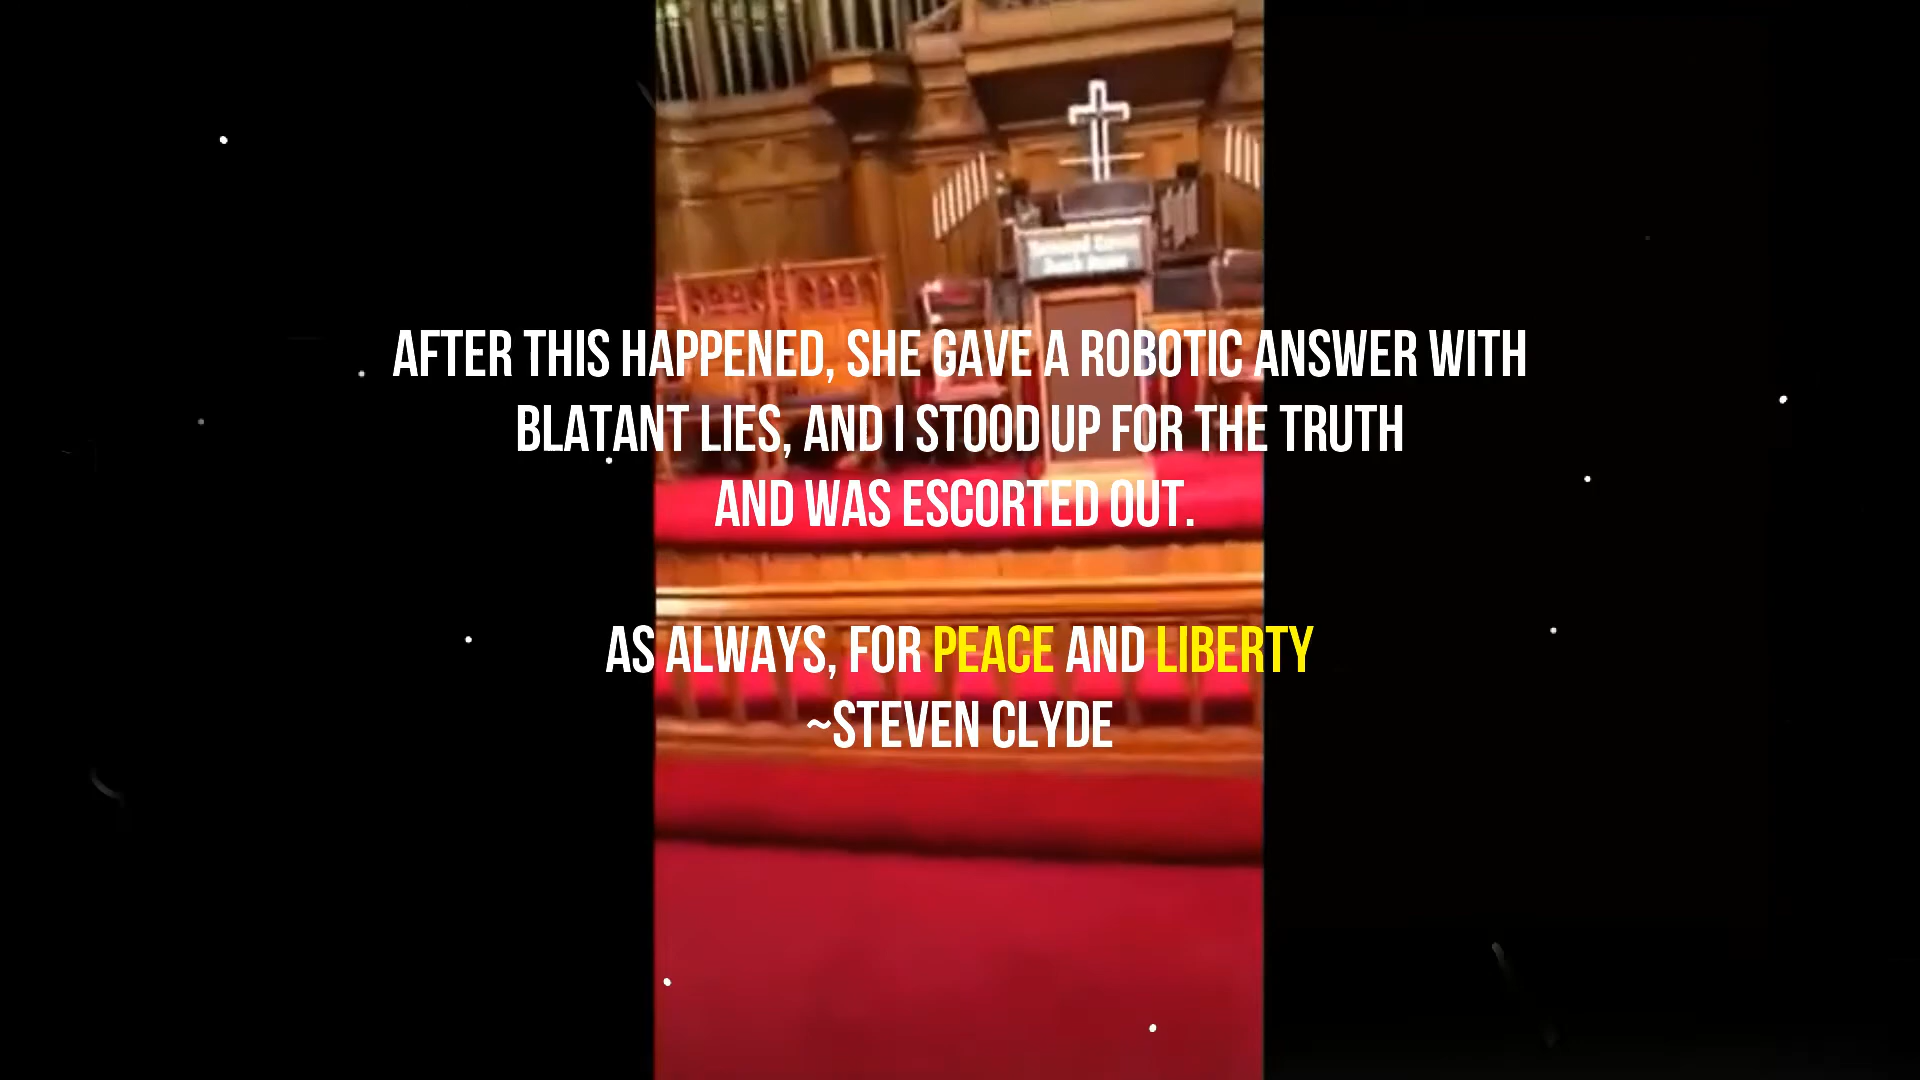 AFTER THIS HAPPENED, SHE GAVE A ROBOTIC ANSWER WITH
BLATANT LIES, AND I STOOD UP FOR THE TRUTH
AND WAS ESCORTED OUT.
AS ALWAYS, FOR PEACE AND LIBERTY
~STEVEN CLYDE